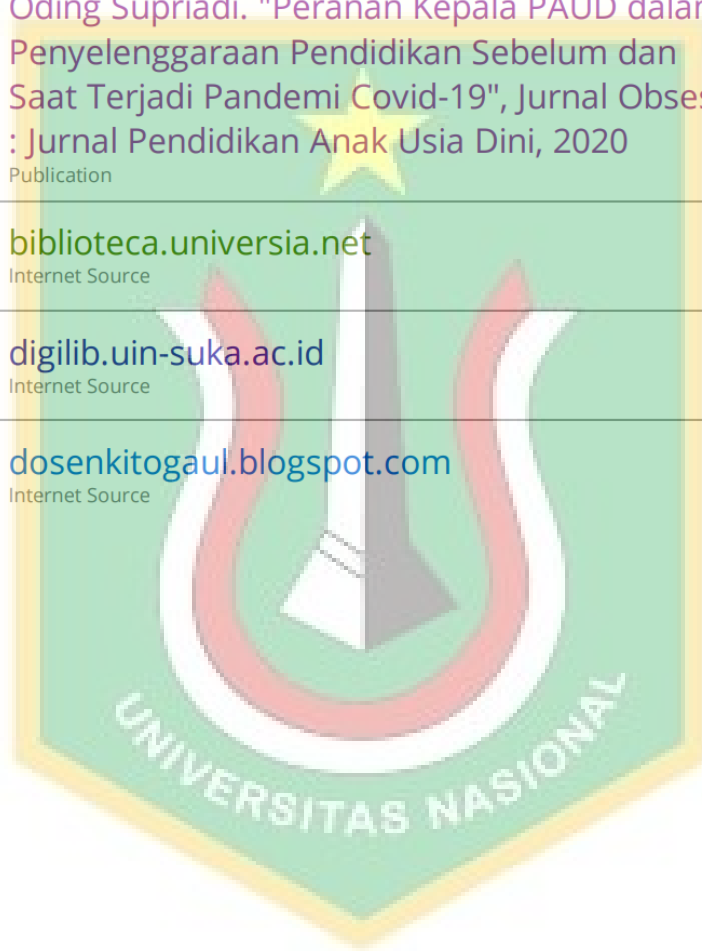 Oding Supriadi. "Peranan Kepala PAUD dalam
Penyelenggaraan Pendidikan Sebelum dan
Saat Terjadi Pandemi Covid-19", Jurnal Obses
: Jurnal Pendidikan Anak Usia Dini, 2020
Publication
biblioteca.universia.net
Internet Source
digilib.uin-suka.ac.id
Internet Source
dosenkitogaul.blogspot.com
Internet Source
UNIVERSITAS NASIONAL